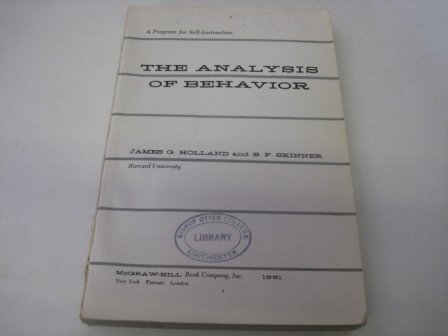 A Program for Self-Instruction
THE ANALYSIS
OF BEHAVIOR
JAMES G. HOLLAND and B. F. SKINNER
Harvard University
BISHOP OTTER COLLEGE
LIBRARY
CHICHESTER
McGRAW-HILL Book Company, Inc. 1961
New York Toronto London